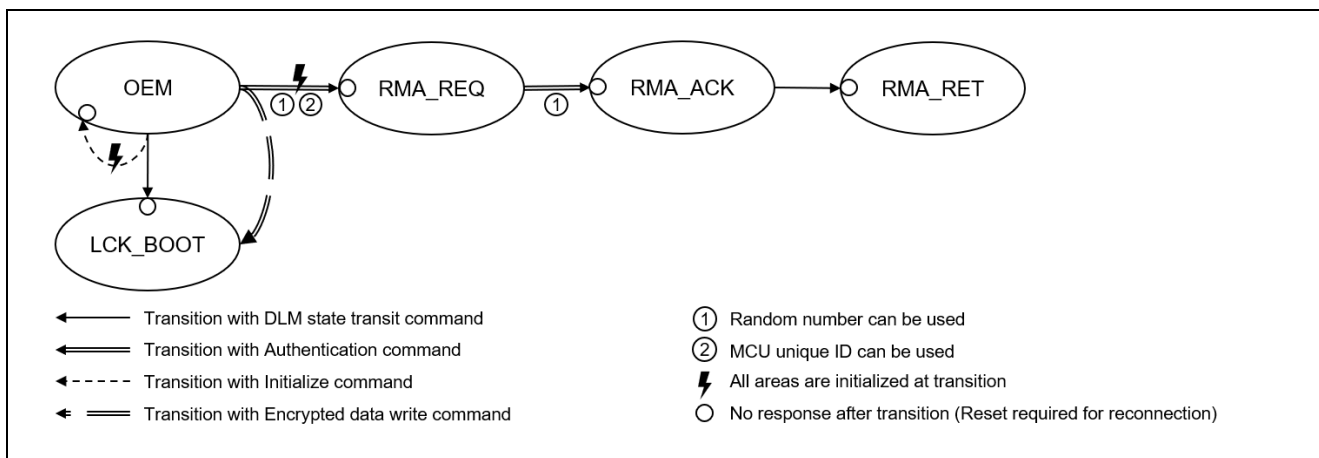 OEM
RMA_REQ
RMA_ACK
RMA_RET
1 2
1
LCK_BOOT
Transition with DLM state transit command
Transition with Authentication command
Transition with Initialize command
Transition with Encrypted data write command
1 Random number can be used
2 MCU unique ID can be used
All areas are initialized at transition
No response after transition (Reset required for reconnection)